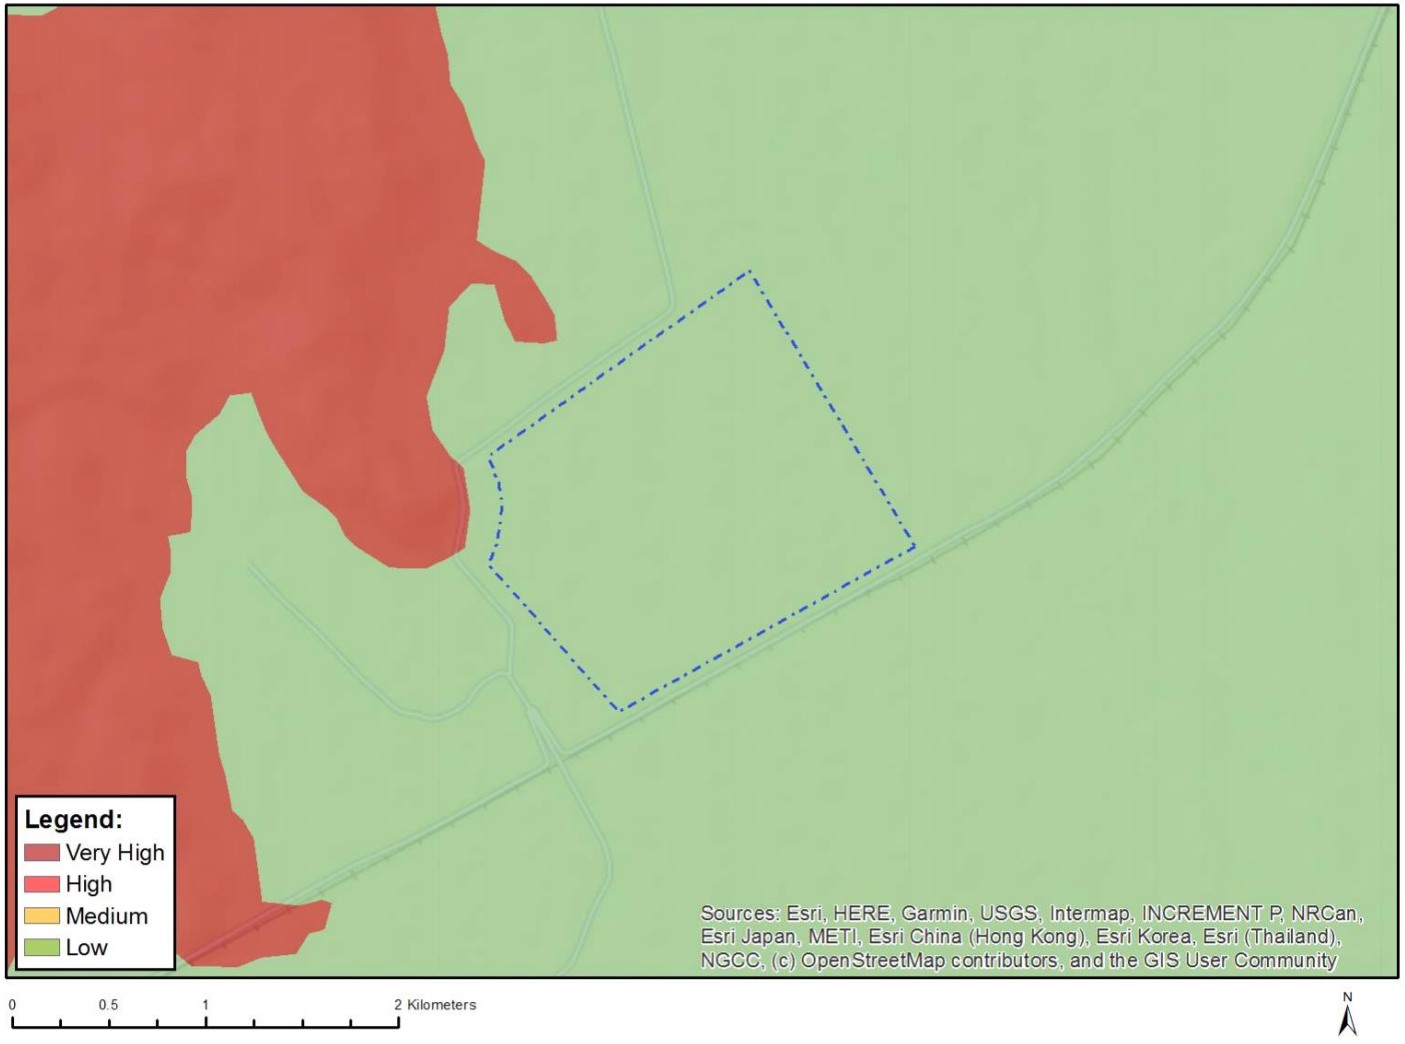 Legend:
Very High
High
Medium
Low
Sources: Esri, HERE, Garmin, USGS, Intermap, INCREMENT P, NRCan,
Esri Japan, METI, Esri China (Hong Kong), Esri Korea, Esri (Thailand),
NGCC, (c) OpenStreetMap contributors, and the GIS User Community
0 0.5 1 2 Kilometers
N